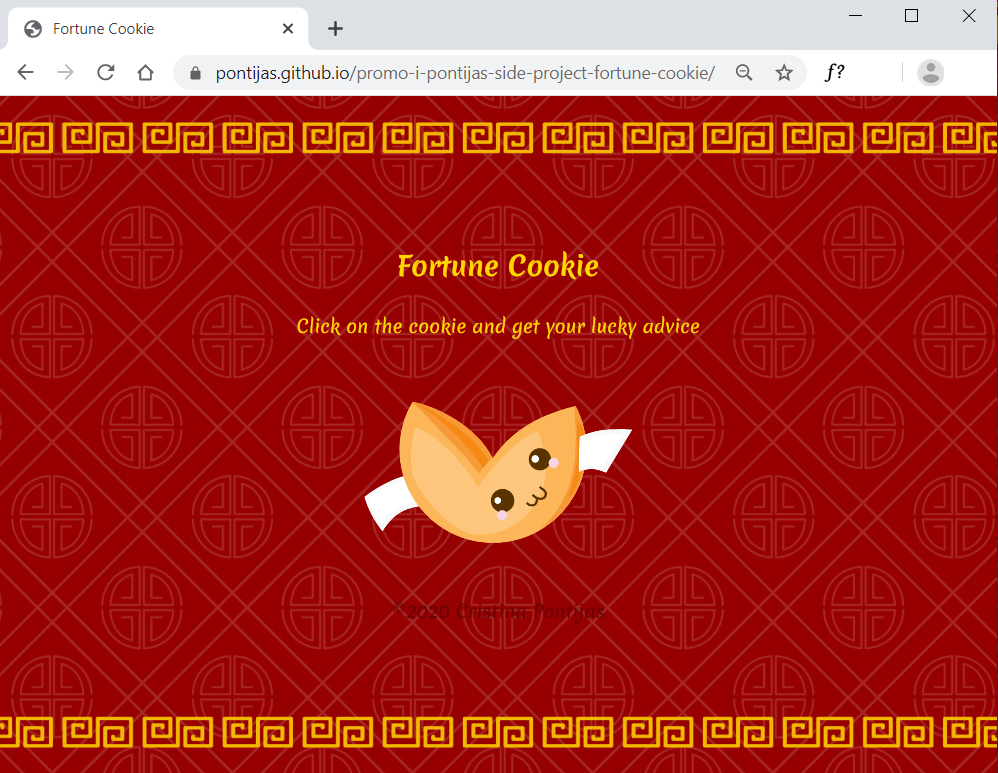 Fortune Cookie
pontijas.github.io/promo-i-pontijas-side-project-fortune-cookie/
f?
Fortune Cookie
Click on the cookie and get your lucky advice
©2020 Cristina Pontijas